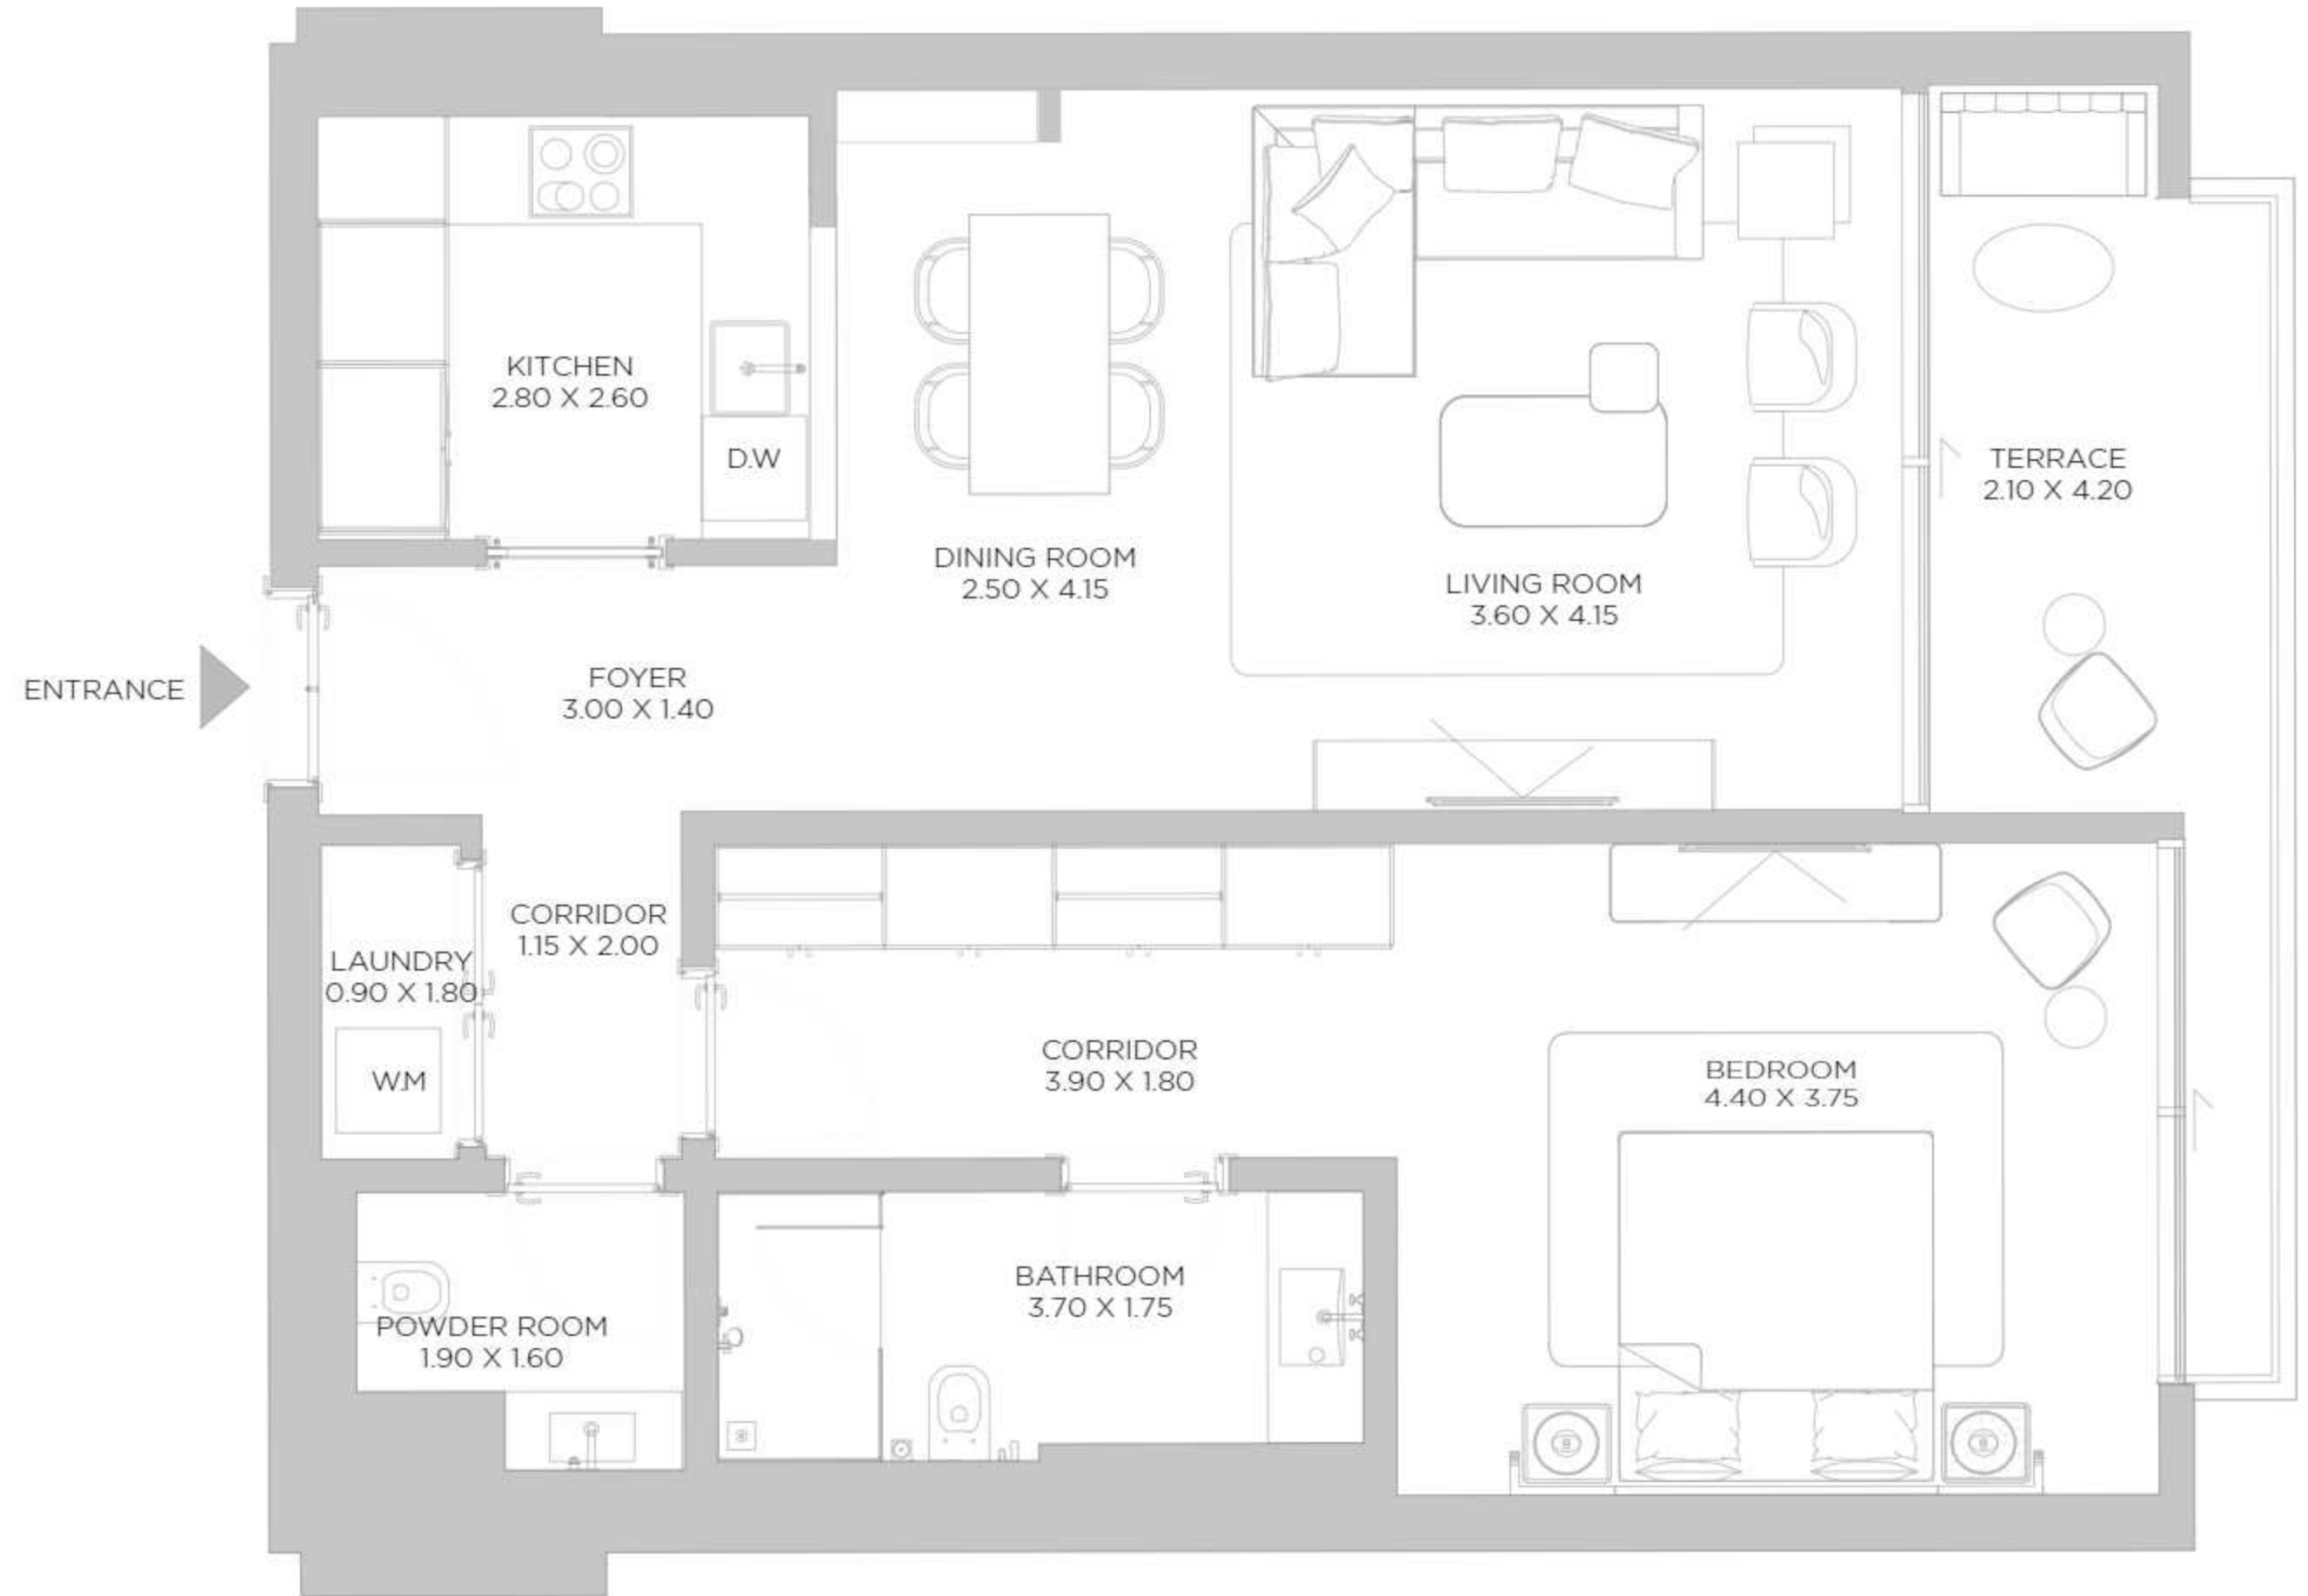 KITCHEN
2.80 X 2.60
D.W
DINING ROOM
2.50 X 4.15
LIVING ROOM
3.60 X 4.15
TERRACE
2.10 X 4.20
ENTRANCE
FOYER
3.00 X 1.40
CORRIDOR
1.15 X 2.00
LAUNDRY
0.90 X 1.80
W.M
CORRIDOR
3.90 X 1.80
BEDROOM
4.40 X 3.75
POWDER ROOM
1.90 X 1.60
BATHROOM
3.70 X 1.75